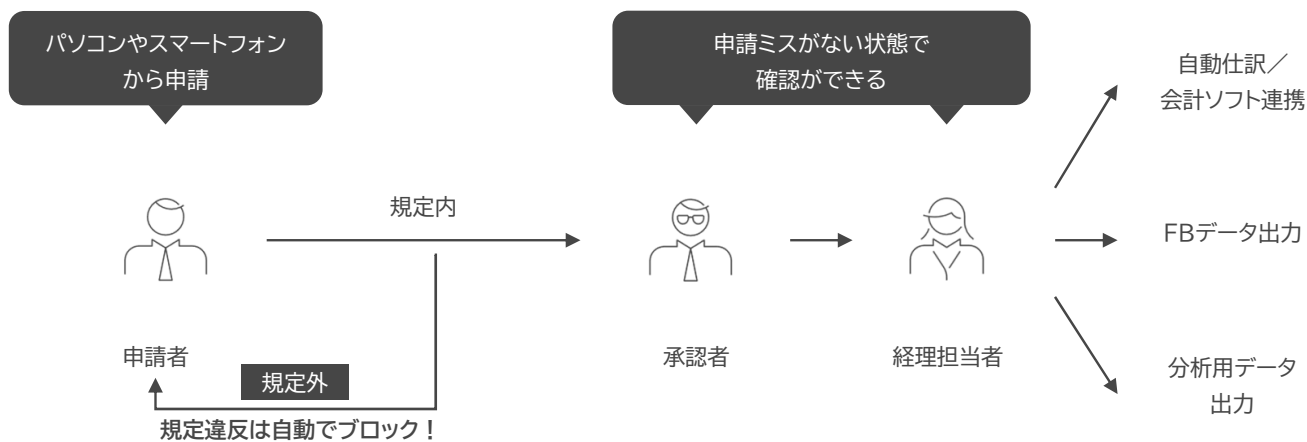 パソコンやスマートフォン
から申請
申請ミスがない状態で
確認ができる
自動仕訳／
会計ソフト連携
規定内
FBデータ出力
申請者
承認者
経理担当者
規定外
規定違反は自動でブロック！
分析用データ
出力